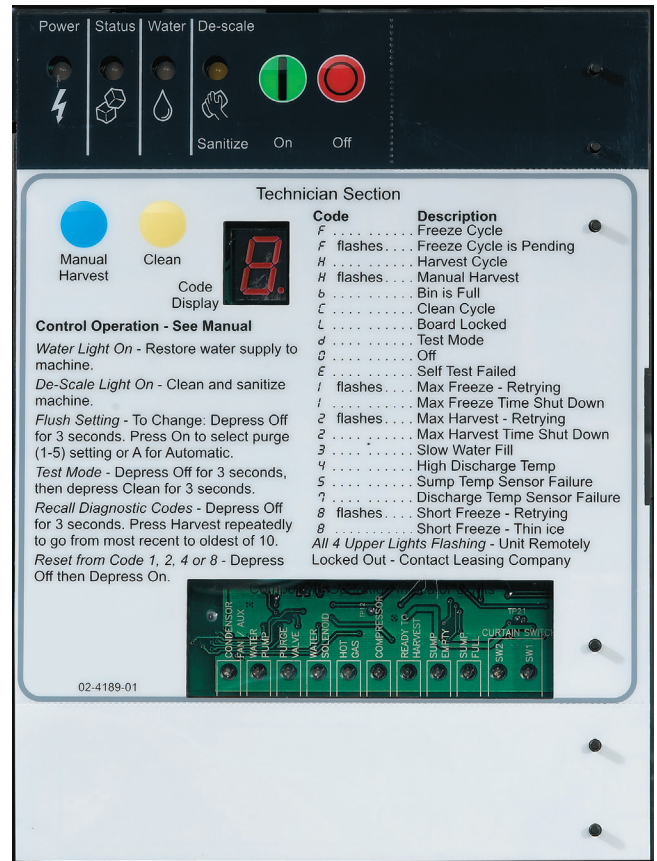 Power Status Water De-scale
Sanitize On Off
Technician Section
Manual
Harvest
Clean
Code
Display
8.
Control Operation - See Manual
Water Light On - Restore water supply to
machine.
De-Scale Light On - Clean and sanitize
machine.
Flush Setting - To Change: Depress Off
for 3 seconds. Press On to select purge
(1-5) setting or A for Automatic.
Test Mode - Depress Off for 3 seconds,
then depress Clean for 3 seconds.
Recall Diagnostic Codes - Depress Off
for 3 seconds. Press Harvest repeatedly
to go from most recent to oldest of 10.
Reset from Code 1, 2, 4 or 8 - Depress
Off then Depress On.
Code Description
F . . . . . . . . . . Freeze Cycle
F flashes . . . . Freeze Cycle is Pending
H . . . . . . . . . . Harvest Cycle
H flashes . . . . Manual Harvest
b . . . . . . . . . . Bin is Full
C . . . . . . . . . . Clean Cycle
L . . . . . . . . . . Board Locked
d . . . . . . . . . . Test Mode
0 . . . . . . . . . . Off
E . . . . . . . . . . Self Test Failed
1 flashes . . . . Max Freeze - Retrying
1 . . . . . . . . . . Max Freeze Time Shut Down
2 flashes . . . . Max Harvest - Retrying
2 . . . . . . . . . . Max Harvest Time Shut Down
3 . . . . . . . . . . Slow Water Fill
4 . . . . . . . . . . High Discharge Temp
5 . . . . . . . . . . Sump Temp Sensor Failure
7 . . . . . . . . . . Discharge Temp Sensor Failure
8 flashes . . . . Short Freeze - Retrying
8 . . . . . . . . . . Short Freeze - Thin ice
All 4 Upper Lights Flashing - Unit Remotely
Locked Out - Contact Leasing Company
CONDENSOR
FAN / AUX
WATER
PUMP
PURGE
VALVE
WATER
SOLENOID
HOT
GAS
TP12
COMPRESSOR
READY TO
HARVEST
SUMP
EMPTY
SUMP
FULL
TP21
CURTAIN SWITCH
SW2
SW1
02-4189-01